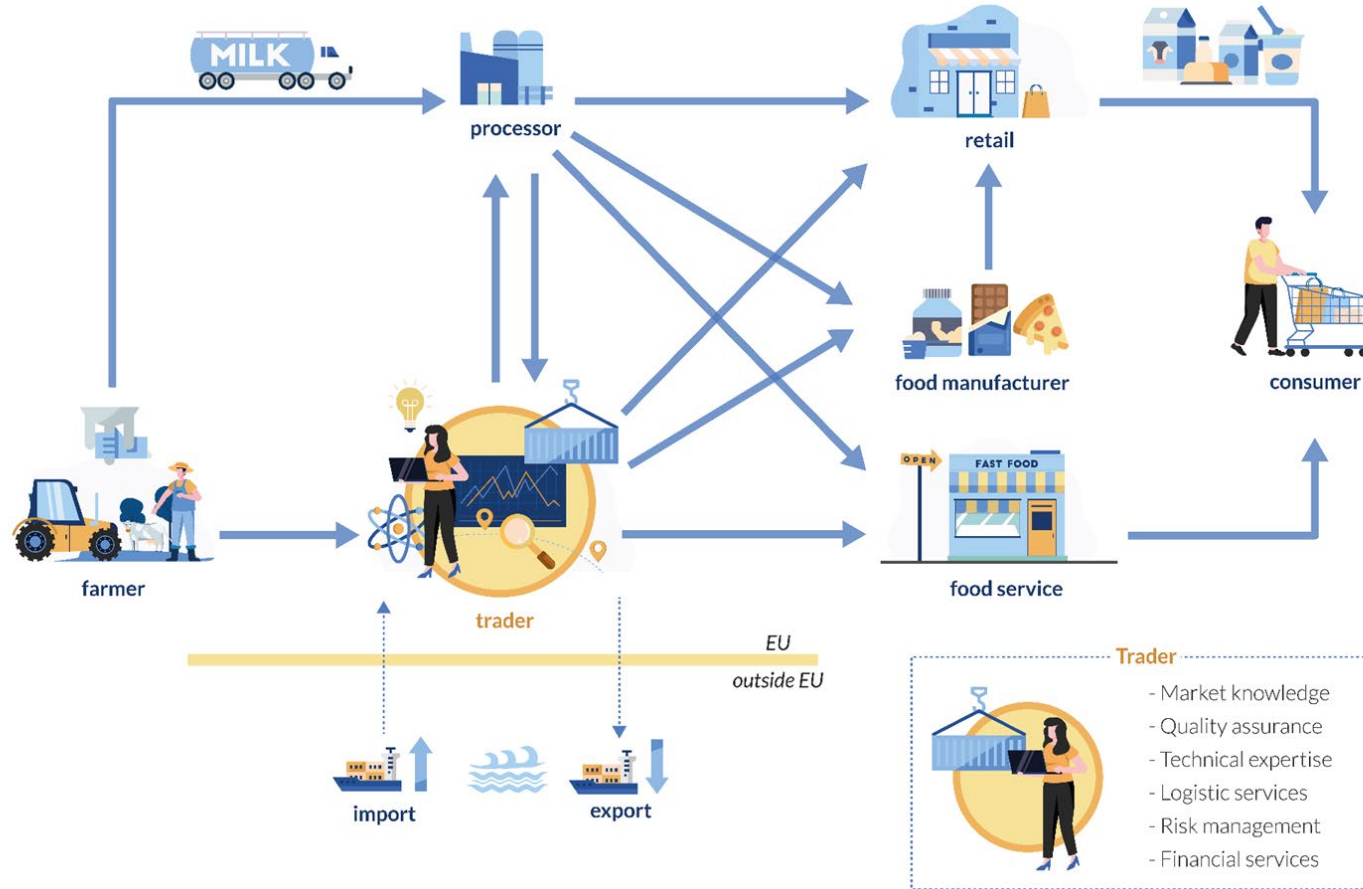 MILK
processor
retail
food manufacturer
consumer
OPEN
FAST FOOD
farmer
trader
food service
EU
outside EU
import
export
Trader
- Market knowledge
- Quality assurance
- Technical expertise
- Logistic services
- Risk management
- Financial services